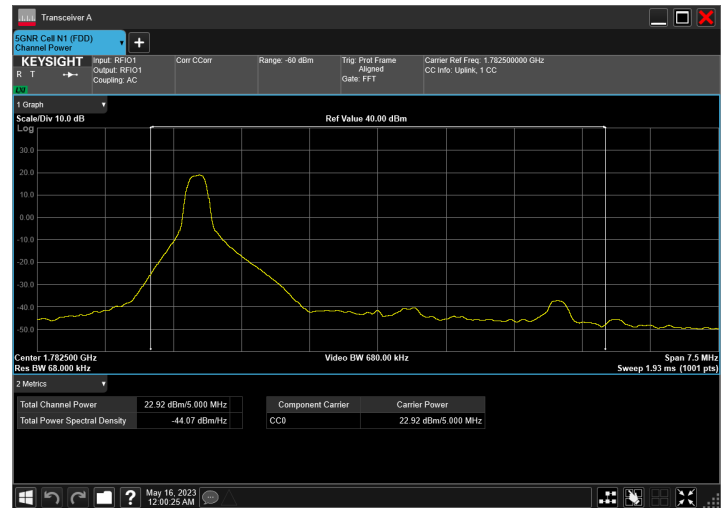 Transceiver A
5GNR Cell N1 (FDD)
Channel Power
KEYSIGHT
R T
LXI
Input: RFIO1
Output: RFIO1
Coupling: AC
Corr CCorr
Range: -60 dBm
Trig: Prot Frame
Aligned
Gate: FFT
Carrier Ref Freq: 1.782500000 GHz
CC Info: Uplink, 1 CC
1 Graph
Scale/Div 10.0 dB
Ref Value 40.00 dBm
Log
30.0
20.0
10.0
0.00
-10.0
-20.0
-30.0
-40.0
-50.0
Center 1.782500 GHz
Video BW 680.00 kHz
Span 7.5 MHz
Res BW 68.000 kHz
Sweep 1.93 ms (1001 pts)
2 Metrics
Total Channel Power 22.92 dBm/5.000 MHz
Total Power Spectral Density -44.07 dBm/Hz
Component Carrier Carrier Power
CC0 22.92 dBm/5.000 MHz
?
May 16, 2023
12:00:25 AM